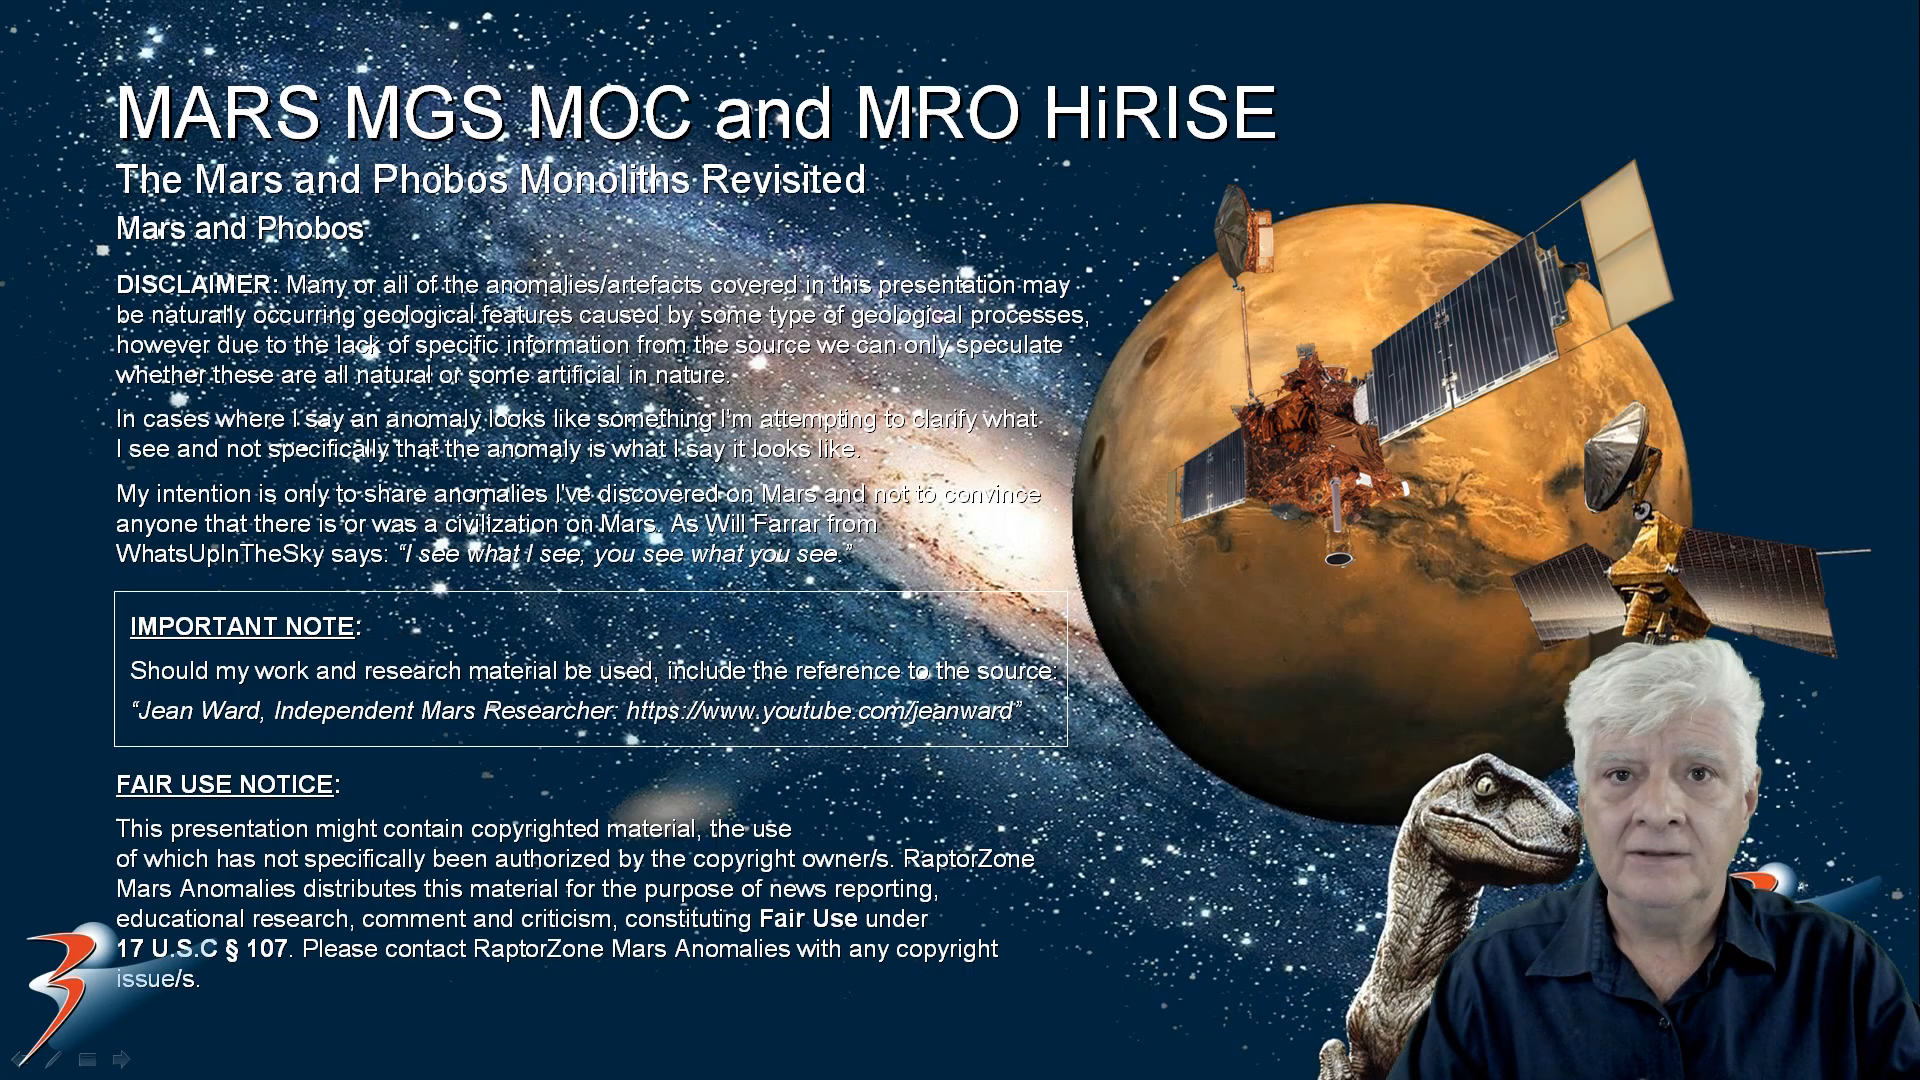 MARS MGS MOC and MRO HiRISE
The Mars and Phobos Monoliths Revisited
Mars and Phobos
DISCLAIMER: Many or all of the anomalies/artefacts covered in this presentation may
be naturally occurring geological features caused by some type of geological processes,
however due to the lack of specific information from the source we can only speculate
whether these are all natural or some artificial in nature.
In cases where I say an anomaly looks like something I'm attempting to clarify what
I see and not specifically that the anomaly is what I say it looks like.
My intention is only to share anomalies I've discovered on Mars and not to convince
anyone that there is or was a civilization on Mars. As Will Farrar from
WhatsUpInTheSky says: “I see what I see, you see what you see.”
IMPORTANT NOTE:
Should my work and research material be used, include the reference to the source:
“Jean Ward, Independent Mars Researcher: https://www.youtube.com/jeanward”
FAIR USE NOTICE:
This presentation might contain copyrighted material, the use
of which has not specifically been authorized by the copyright owner/s. RaptorZone
Mars Anomalies distributes this material for the purpose of news reporting,
educational research, comment and criticism, constituting Fair Use under
17 U.S.C § 107. Please contact RaptorZone Mars Anomalies with any copyright
issue/s.